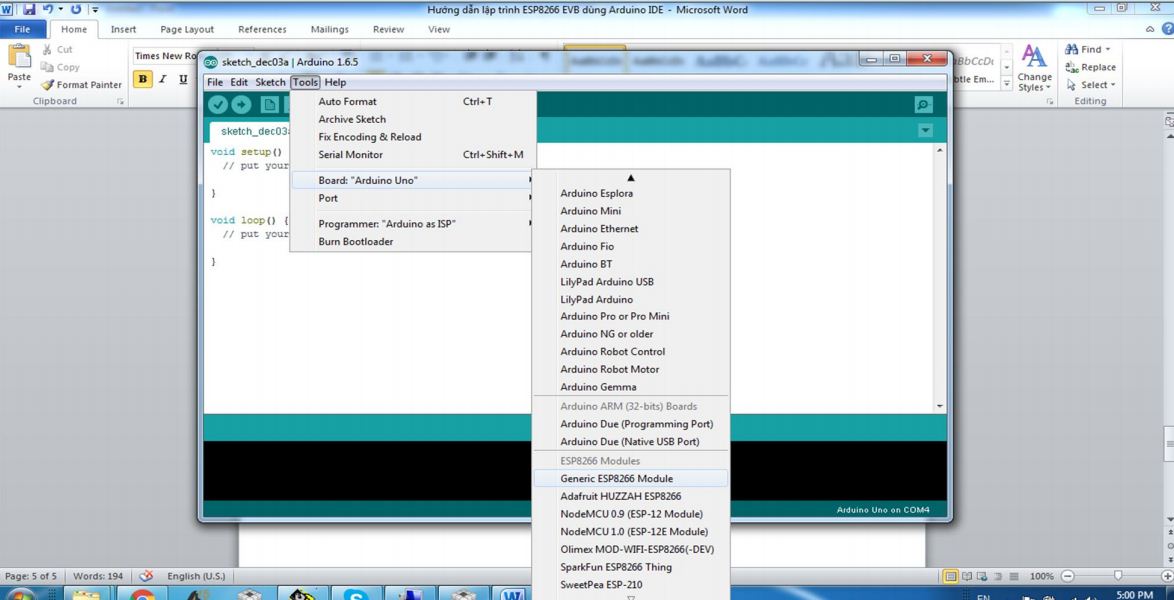 Hướng dẫn lập trình ESP8266 EVB dùng Arduino IDE - Microsoft Word
File Home Insert Page Layout References Mailings Review View
Paste
Cut
Copy
Format Painter
Clipboard
Times New Ro
B I U
Change Styles
Find
Replace
Select
Editing
sketch_dec03a | Arduino 1.6.5
File Edit Sketch Tools Help
sketch_dec03a
void setup()
// put your
}
void loop() {
// put your
}
Auto Format Ctrl+T
Archive Sketch
Fix Encoding & Reload
Serial Monitor Ctrl+Shift+M
Board: "Arduino Uno"
Port
Programmer: "Arduino as ISP"
Burn Bootloader
Arduino Esplora
Arduino Mini
Arduino Ethernet
Arduino Fio
Arduino BT
LilyPad Arduino USB
LilyPad Arduino
Arduino Pro or Pro Mini
Arduino NG or older
Arduino Robot Control
Arduino Robot Motor
Arduino Gemma
Arduino ARM (32-bits) Boards
Arduino Due (Programming Port)
Arduino Due (Native USB Port)
ESP8266 Modules
Generic ESP8266 Module
Adafruit HUZZAH ESP8266
NodeMCU 0.9 (ESP-12 Module)
NodeMCU 1.0 (ESP-12E Module)
Olimex MOD-WIFI-ESP8266(-DEV)
SparkFun ESP8266 Thing
SweetPea ESP-210
Arduino Uno on COM4
Page: 5 of 5 Words: 194 English (U.S.) 100%
EN 5:00 PM